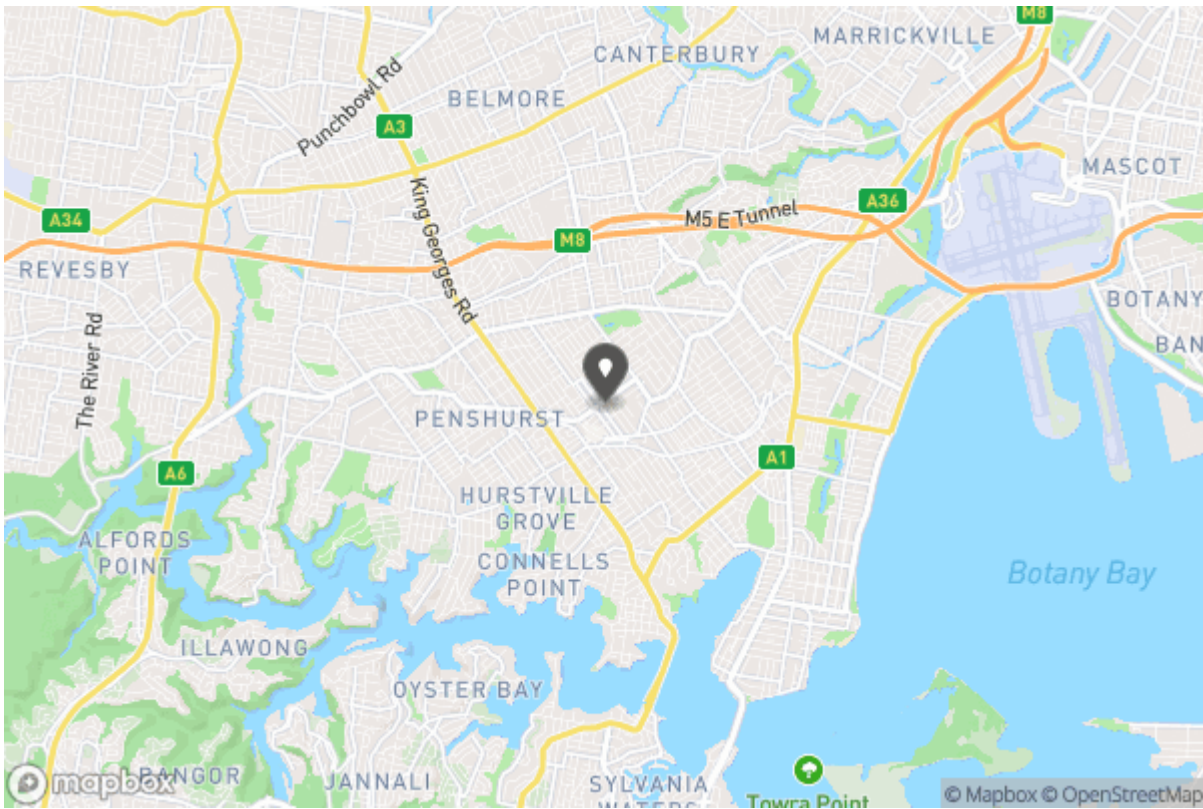 M8
MARRICKVILLE
CANTERBURY
Punchbowl Rd
BELMORE
A3
MASCOT
King Georges Rd
A36
A34
M5 E Tunnel
M8
REVESBY
BOTANY
BAN
The River Rd
PENSHURST
A1
A6
HURSTVILLE
GROVE
ALFORDS
POINT
CONNELLS
POINT
Botany Bay
ILLAWONG
OYSTER BAY
mapbox
BANGOR
JANNALI
SYLVANIA
WATERS
Towra Point
© Mapbox © OpenStreetMap